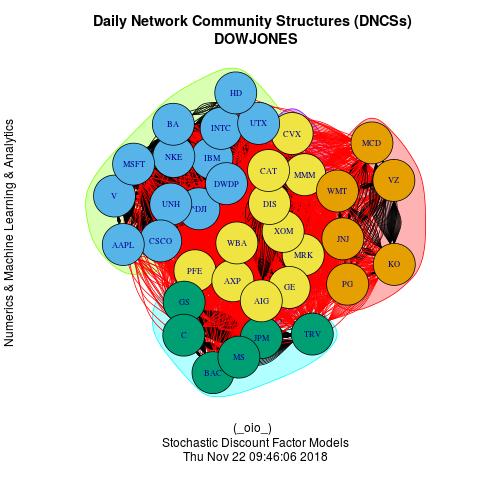 Daily Network Community Structures (DNCSs)
DOWJONES
Numerics & Machine Learning & Analytics
HD
BA
INTC
UTX
CVX
MCD
MSFT
NKE
IBM
CAT
MMM
VZ
V
DWDP
WMT
UNH
^DJI
DIS
AAPL
CSCO
WBA
XOM
JNJ
MRK
KO
PFE
AXP
GE
PG
GS
AIG
C
JPM
TRV
MS
BAC
(_oio_)
Stochastic Discount Factor Models
Thu Nov 22 09:46:06 2018